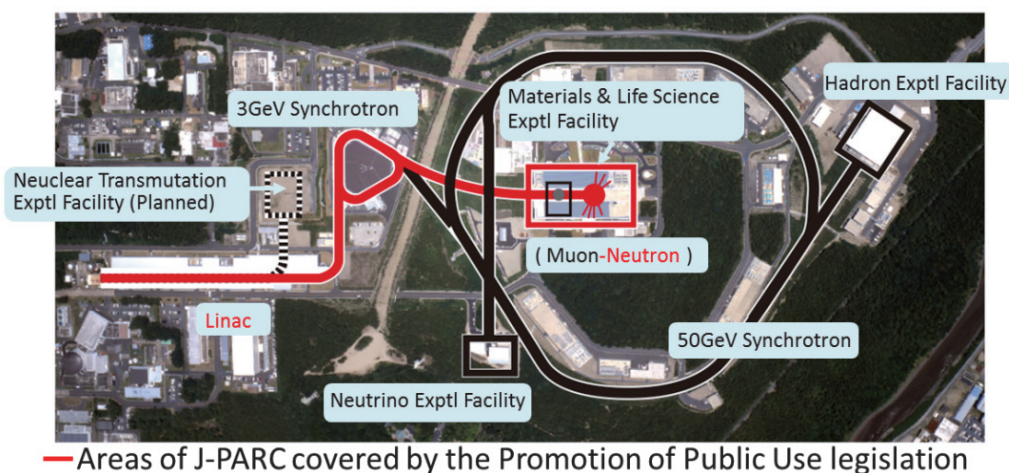 3GeV Synchrotron
Materials & Life Science
Exptl Facility
Hadron Exptl Facility
Neuclear Transmutation
Exptl Facility (Planned)
( Muon-Neutron )
Linac
50GeV Synchrotron
Neutrino Exptl Facility
Areas of J-PARC covered by the Promotion of Public Use legislation